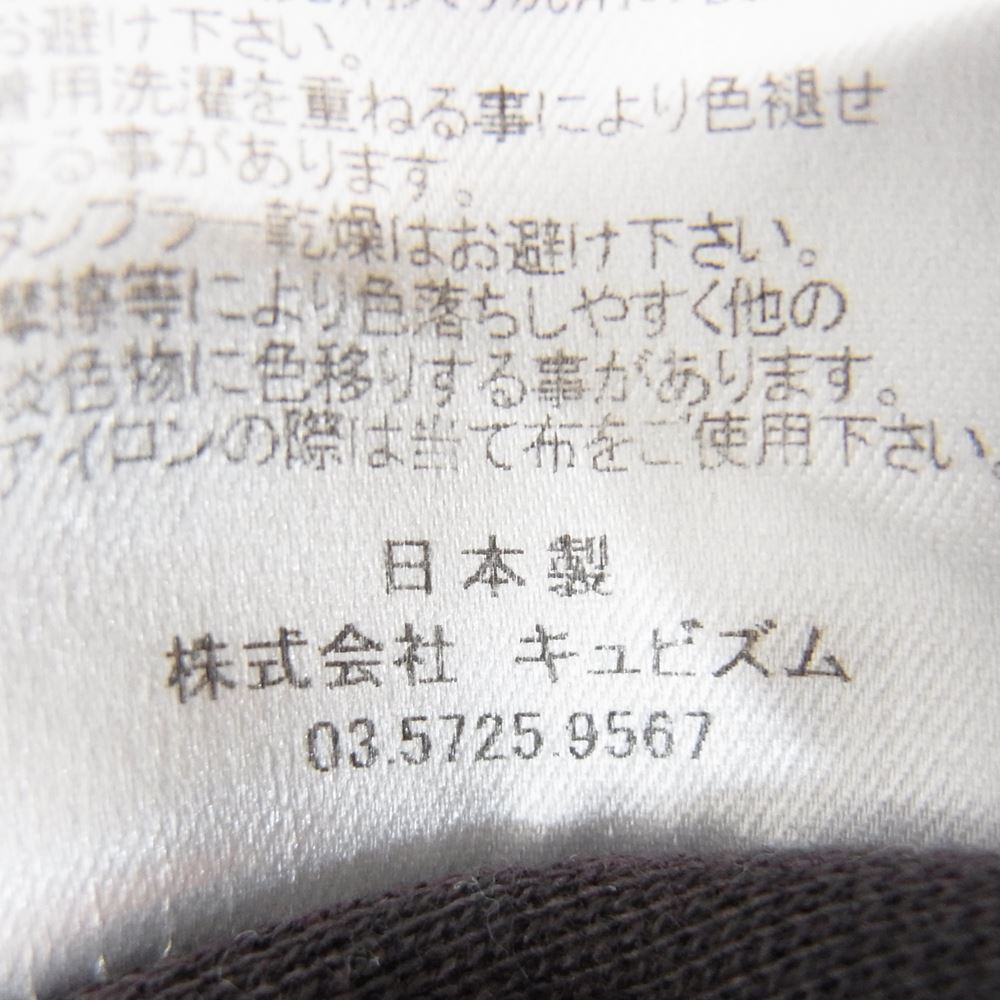 お避け下さい。
着用洗濯を重ねる事により色褪せ
する事があります。
タンブラー乾燥はお避け下さい。
摩擦等により色落ちしやすく他の
淡色物に色移りする事があります。
アイロンの際は当て布をご使用下さい。
日本製
株式会社 キュビズム
03.5725.9567